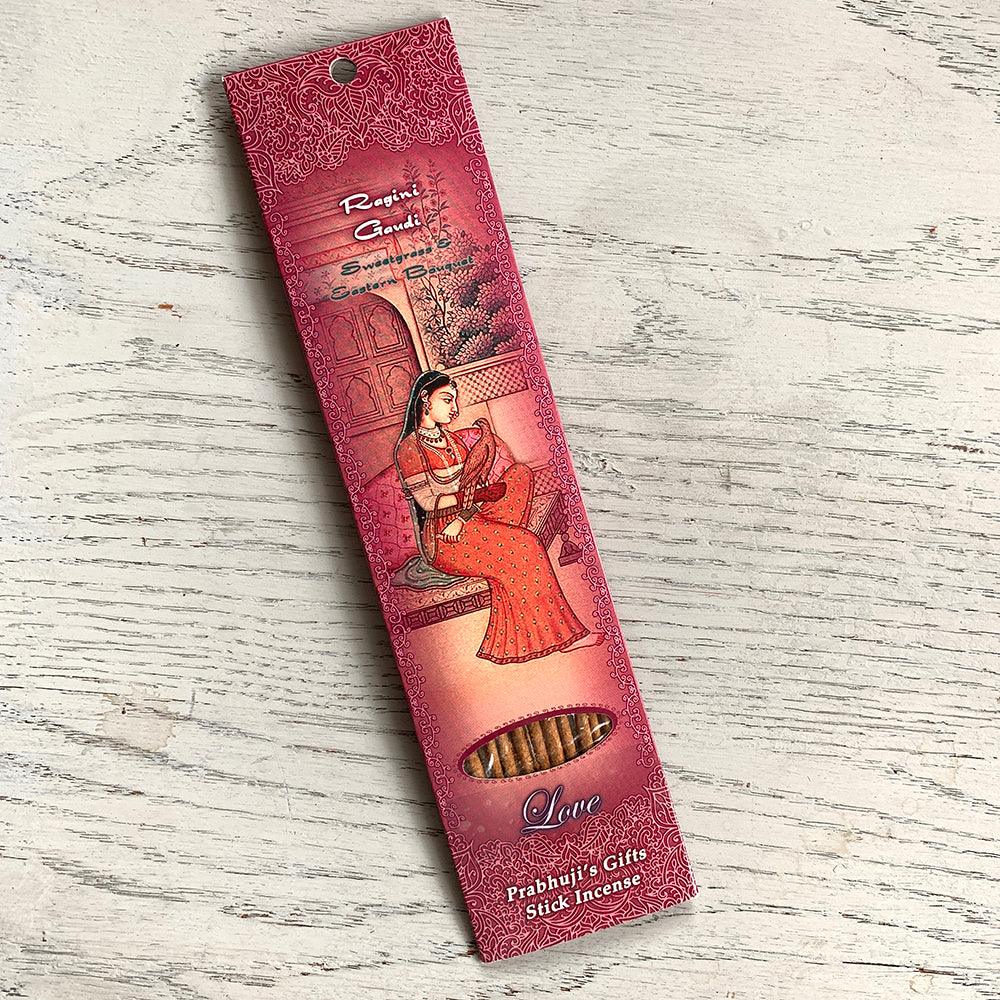 Ragini
Gaudi
Sweetgrass &
Eastern Bouquet
Love
Prabhuji's Gifts
Stick Incense